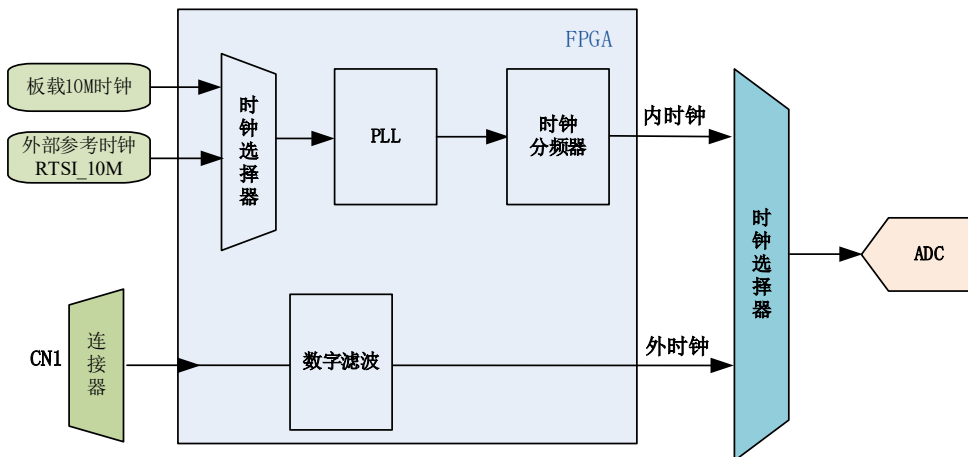 FPGA
板载10M时钟
外部参考时钟
RTSI_10M
时钟选择器
PLL
时钟
分频器
内时钟
时钟选择器
ADC
CN1
连接器
数字滤波
外时钟